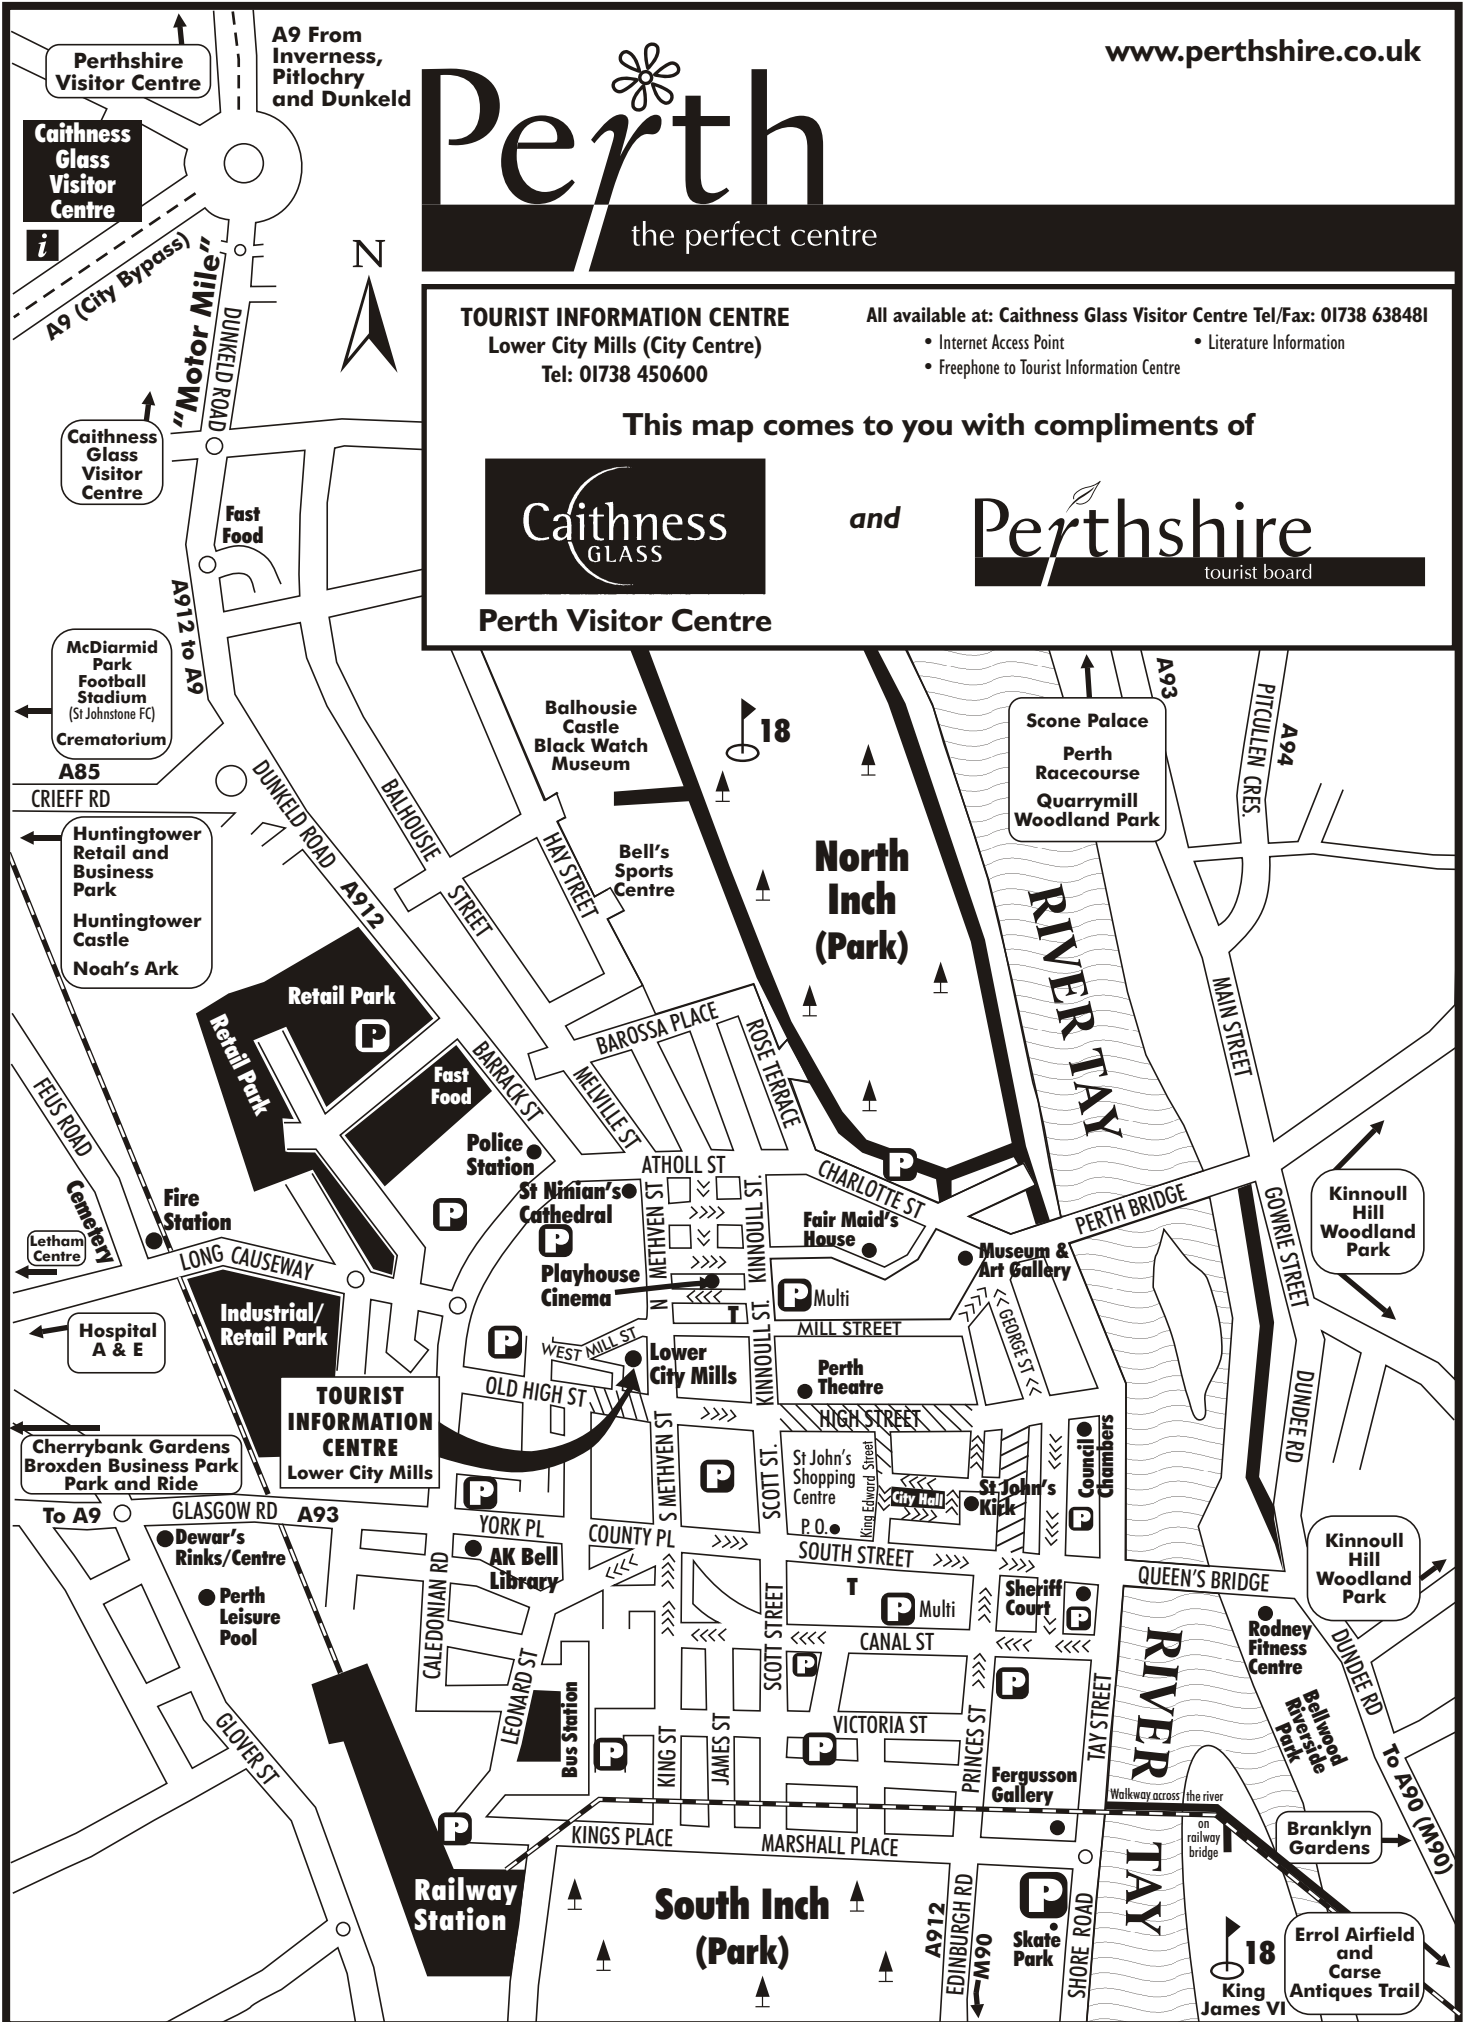 www.perthshire.co.uk
Perth
the perfect centre
A9 From
Inverness,
Pitlochry
and Dunkeld
Perthshire
Visitor Centre
Caithness
Glass
Visitor
Centre
i
A9 (City Bypass)
N
"Motor Mile"
DUNKELD ROAD
TOURIST INFORMATION CENTRE
Lower City Mills (City Centre)
Tel: 01738 450600
All available at: Caithness Glass Visitor Centre Tel/Fax: 01738 638481
• Internet Access Point
• Literature Information
• Freephone to Tourist Information Centre
This map comes to you with compliments of
Caithness
GLASS
and
Perthshire
tourist board
Perth Visitor Centre
Caithness
Glass
Visitor
Centre
Fast
Food
A912 to A9
McDiarmid
Park
Football
Stadium
(St Johnstone FC)
Crematorium
A85
CRIEFF RD
Huntingtower
Retail and
Business
Park
Huntingtower
Castle
Noah's Ark
DUNKELD ROAD
A912
BALHOUSIE
STREET
HAY STREET
Balhousie
Castle
Black Watch
Museum
Bell's
Sports
Centre
18
North
Inch
(Park)
RIVER TAY
Scone Palace
Perth
Racecourse
Quarrymill
Woodland Park
A93
PITCULLEN CRES.
A94
MAIN STREET
Retail Park
P
Retail Park
Fast
Food
BARRACK ST
BAROSSA PLACE
ROSE TERRACE
MELVILLE ST
FEUS ROAD
Cemetery
Police
Station
ATHOLL ST
CHARLOTTE ST
P
PERTH BRIDGE
GOWRIE STREET
Kinnoull
Hill
Woodland
Park
Fire
Station
Letham
Centre
LONG CAUSEWAY
P
St Ninian's
Cathedral
P
N METHVEN ST
KINNOULL ST.
Fair Maid's
House
Museum &
Art Gallery
Playhouse
Cinema
P Multi
T
MILL STREET
GEORGE ST
Hospital
A & E
Industrial/
Retail Park
P
WEST MILL ST
Lower
City Mills
KINNOULL ST.
Perth
Theatre
OLD HIGH ST
HIGH STREET
DUNDEE RD
TOURIST
INFORMATION
CENTRE
Lower City Mills
Cherrybank Gardens
Broxden Business Park
Park and Ride
S METHVEN ST
P
SCOTT ST.
St John's
Shopping
Centre
P. O.
King Edward Street
City Hall
St John's
Kirk
Council
Chambers
P
To A9
GLASGOW RD
A93
P
YORK PL
COUNTY PL
SOUTH STREET
QUEEN'S BRIDGE
Kinnoull
Hill
Woodland
Park
Dewar's
Rinks/Centre
AK Bell
Library
Perth
Leisure
Pool
CALEDONIAN RD
SCOTT STREET
T
P Multi
Sheriff
Court
P
CANAL ST
Rodney
Fitness
Centre
DUNDEE RD
RIVER
TAY
P
P
TAY STREET
Bellwood
Riverside
Park
LEONARD ST
Bus Station
P
KING ST
JAMES ST
VICTORIA ST
P
PRINCES ST
GLOVER ST
Fergusson
Gallery
Walkway across the river
on
railway
bridge
To A90 (M90)
Branklyn
Gardens
P
KINGS PLACE
MARSHALL PLACE
Railway
Station
South Inch
(Park)
A912
EDINBURGH RD
M90
P
Skate
Park
SHORE ROAD
18
King
James VI
Errol Airfield
and
Carse
Antiques Trail